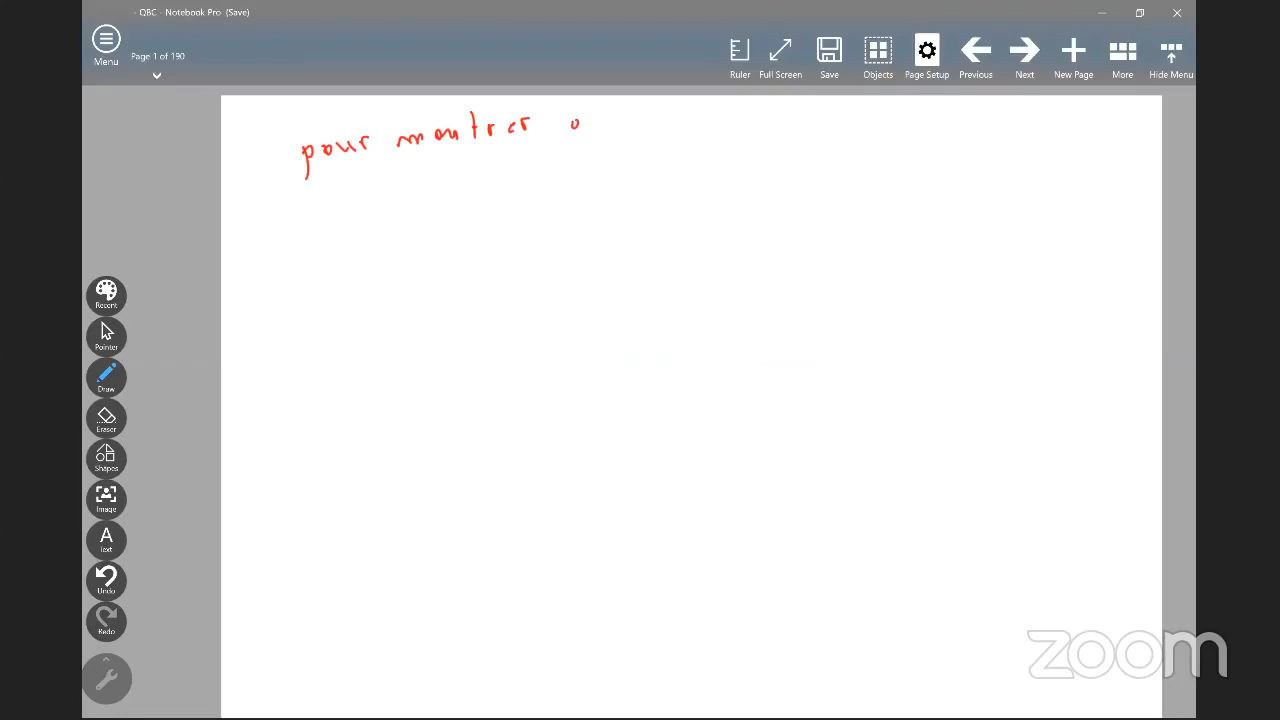 - QBC - Notebook Pro (Save)
Menu
Page 1 of 190
Ruler
Full Screen
Save
Objects
Page Setup
Previous
Next
New Page
More
Hide Menu
pour montrer
Recent
Pointer
Draw
Eraser
Shapes
Image
A
Text
Undo
Redo
zoom